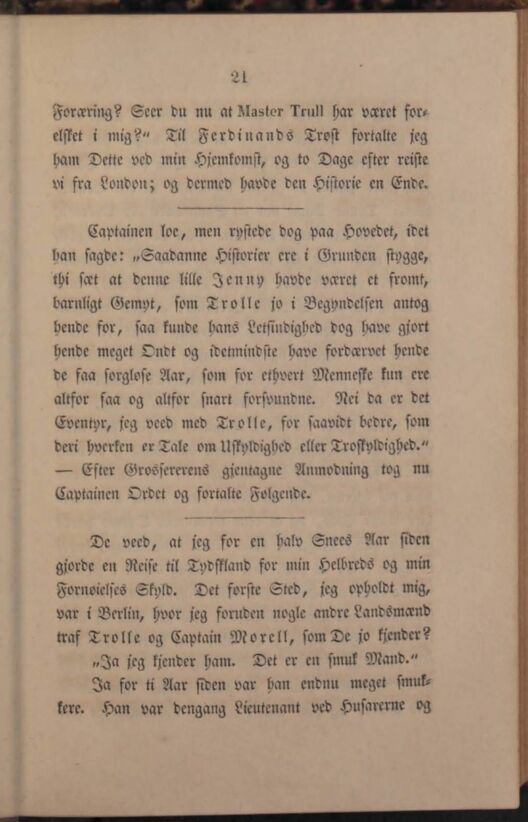 21
Foræring? Seer du nu at Master Trull har været for-
elsket i mig?“ Til Ferdinands Trøst fortalte jeg
ham Dette ved min Hjemkomst, og to Dage efter reiste
vi fra London; og dermed havde den Historie en Ende.
Captainen loe, men rystede dog paa Hovedet, idet
han sagde: „Saadanne Historier ere i Grunden stygge,
thi sæt at denne lille Jenny havde været et fromt,
barnligt Gemyt, som Trolle jo i Begyndelsen antog
hende for, saa kunde hans Letsindighed dog have gjort
hende meget Ondt og idetmindste have fordærvet hende
de faa sorgløse Aar, som for ethvert Menneske kun ere
altfor faa og altfor snart forsvundne. Nei da er det
Eventyr, jeg veed med Trolle, for saavidt bedre, som
deri hverken er Tale om Uskyldighed eller Troskyldighed.“
— Efter Grossererens gjentagne Anmodning tog nu
Captainen Ordet og fortalte Følgende.
De veed, at jeg for en halv Snees Aar siden
gjorde en Reise til Tydskland for min Helbreds og min
Fornøielses Skyld. Det første Sted, jeg opholdt mig,
var i Berlin, hvor jeg foruden nogle andre Landsmænd
traf Trolle og Captain Morell, som De jo kjender?
„Ja jeg kjender ham. Det er en smuk Mand.“
Ja for ti Aar siden var han endnu meget smuk-
kere. Han var dengang Lieutenant ved Husarerne og